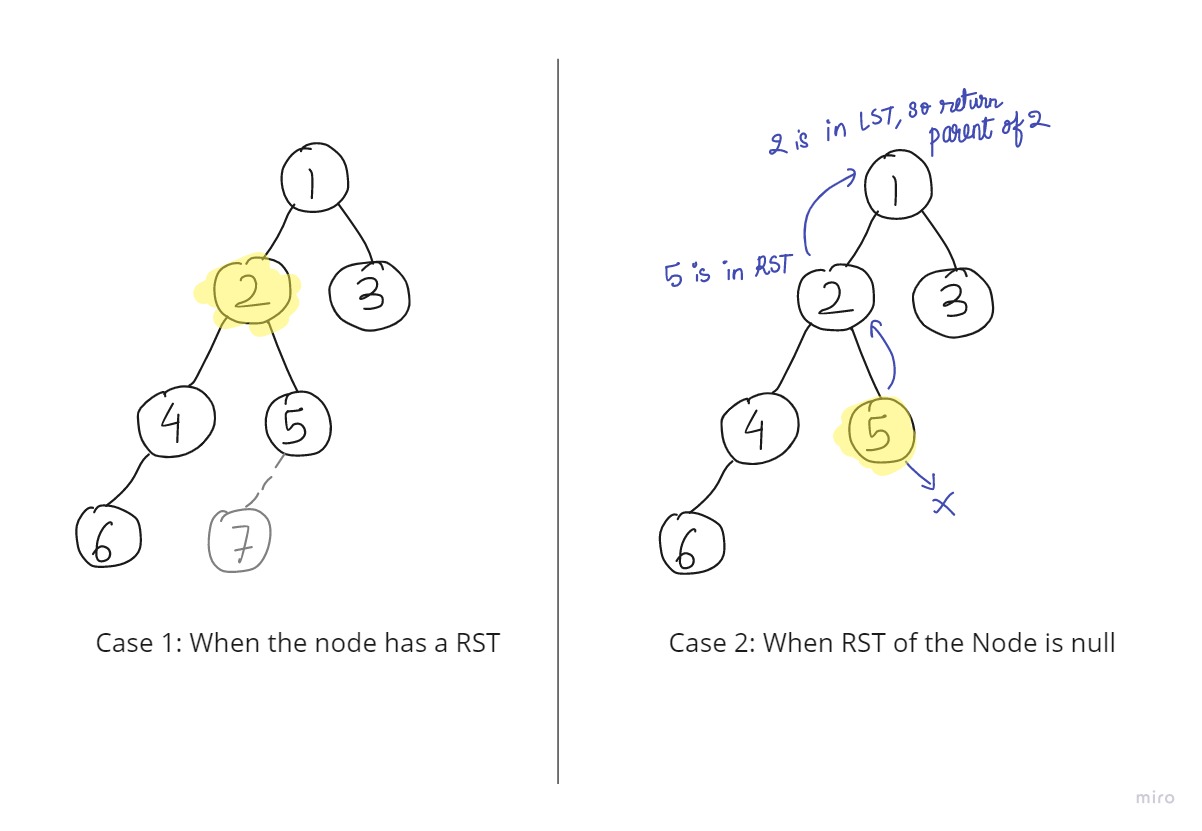 1
2
3
4
5
6
7
Case 1: When the node has a RST
2 is in LST, so return
parent of 2
1
5 is in RST
2
3
4
5
x
6
Case 2: When RST of the Node is null
miro